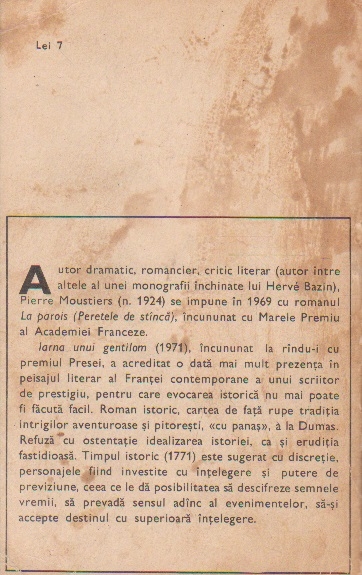 Lei 7
Autor dramatic, romancier, critic literar (autor între
altele al unei monografii închinate lui Hervé Bazin),
Pierre Moustiers (n. 1924) se impune în 1969 cu romanul
La parois (Peretele de stîncă), încununat cu Marele Premiu
al Academiei Franceze.
Iarna unui gentilom (1971), încununat la rîndu-i cu
premiul Presei, a acreditat o dată mai mult prezența în
peisajul literar al Franței contemporane a unui scriitor
de prestigiu, pentru care evocarea istorică nu mai poate
fi făcută facil. Roman istoric, cartea de față rupe tradiția
intrigilor aventuroase și pitorești, «cu panaș», à la Dumas.
Refuză cu ostentație idealizarea istoriei, ca și erudiția
fastidioasă. Timpul istoric (1771) este sugerat cu discreție,
personajele fiind investite cu înțelegere și putere de
previziune, ceea ce le dă posibilitatea să descifreze semnele
vremii, să prevadă sensul adînc al evenimentelor, să-și
accepte destinul cu superioară înțelegere.